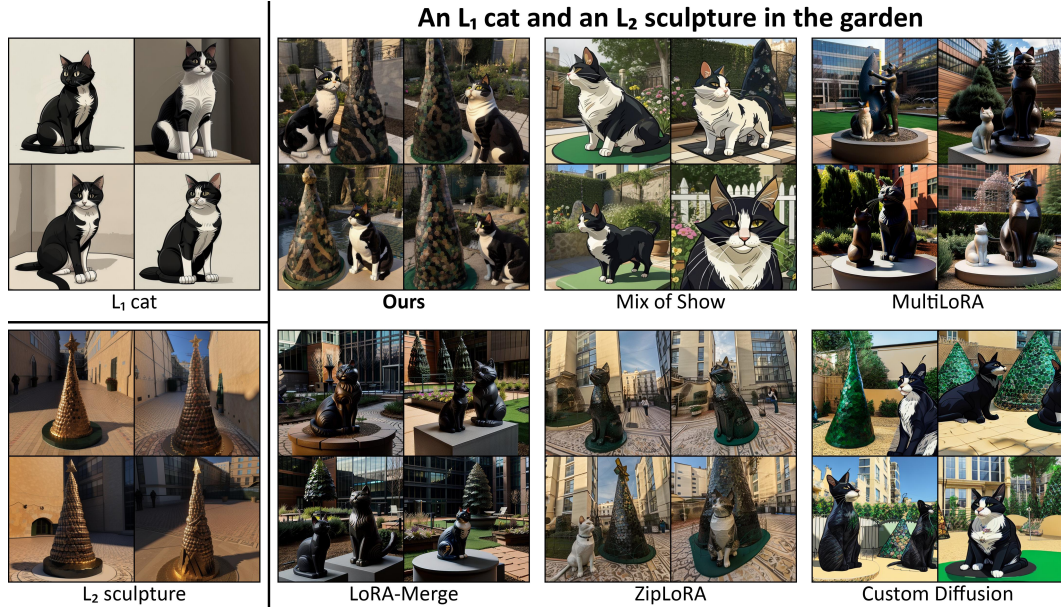 An L₁ cat and an L₂ sculpture in the garden
L₁ cat
Ours
Mix of Show
MultiLoRA
L₂ sculpture
LoRA-Merge
ZipLoRA
Custom Diffusion